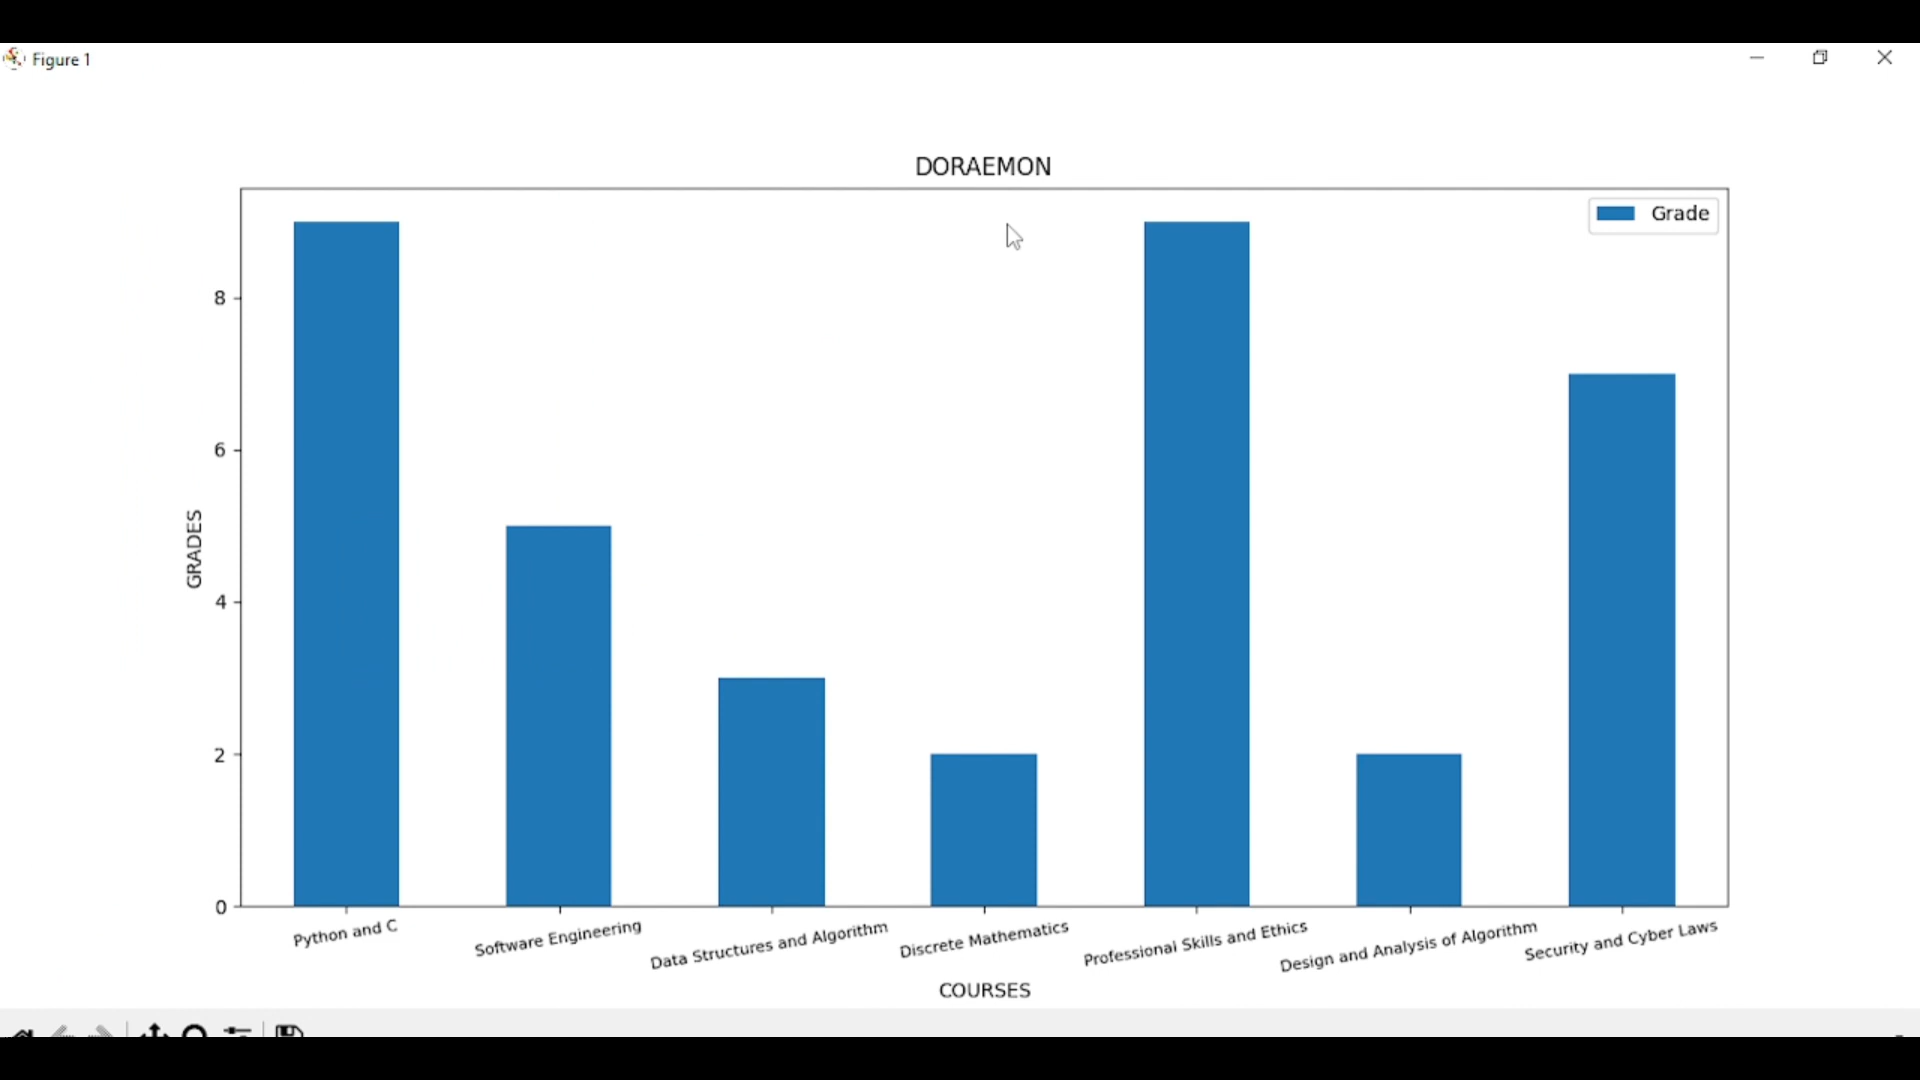 Figure 1
DORAEMON
Grade
8
6
4
2
0
GRADES
Python and C
Software Engineering
Data Structures and Algorithm
Discrete Mathematics
Professional Skills and Ethics
Design and Analysis of Algorithm
Security and Cyber Laws
COURSES